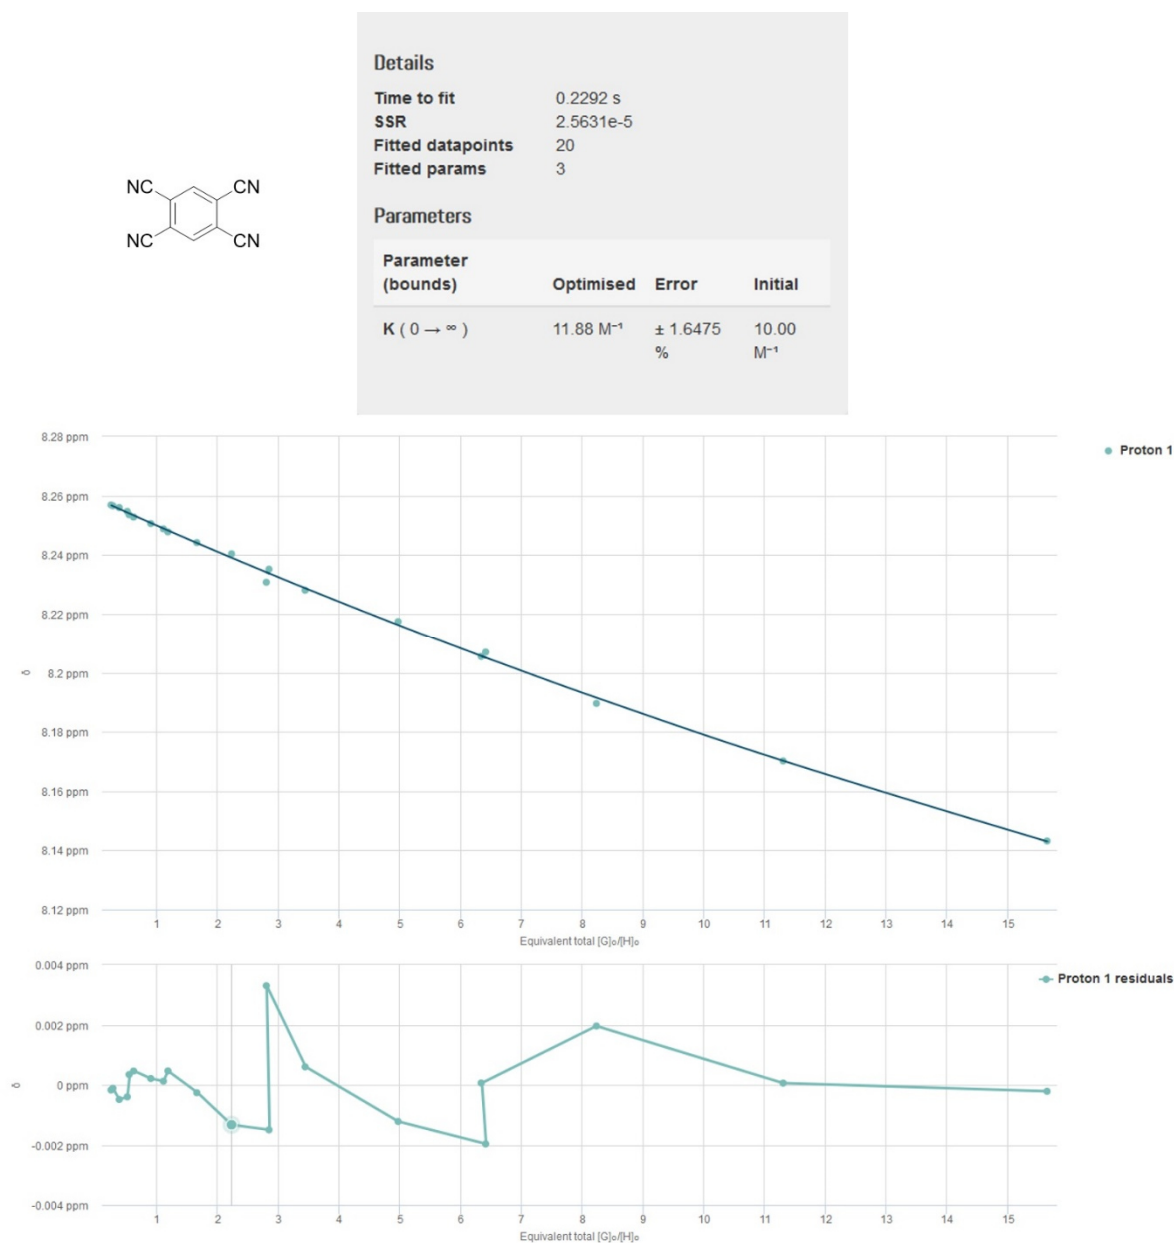 Details
Time to fit 0.2292 s
SSR 2.5631e-5
Fitted datapoints 20
Fitted params 3
NC CN
NC CN
Parameters
Parameter
(bounds) Optimised Error Initial
K ( 0 → ∞ ) 11.88 M⁻¹ ± 1.6475 10.00
% M⁻¹
8.28 ppm
Proton 1
8.26 ppm
8.24 ppm
8.22 ppm
δ
8.2 ppm
8.18 ppm
8.16 ppm
8.14 ppm
8.12 ppm
1 2 3 4 5 6 7 8 9 10 11 12 13 14 15
Equivalent total [G]₀/[H]₀
0.004 ppm
Proton 1 residuals
0.002 ppm
δ
0 ppm
-0.002 ppm
-0.004 ppm
1 2 3 4 5 6 7 8 9 10 11 12 13 14 15
Equivalent total [G]₀/[H]₀